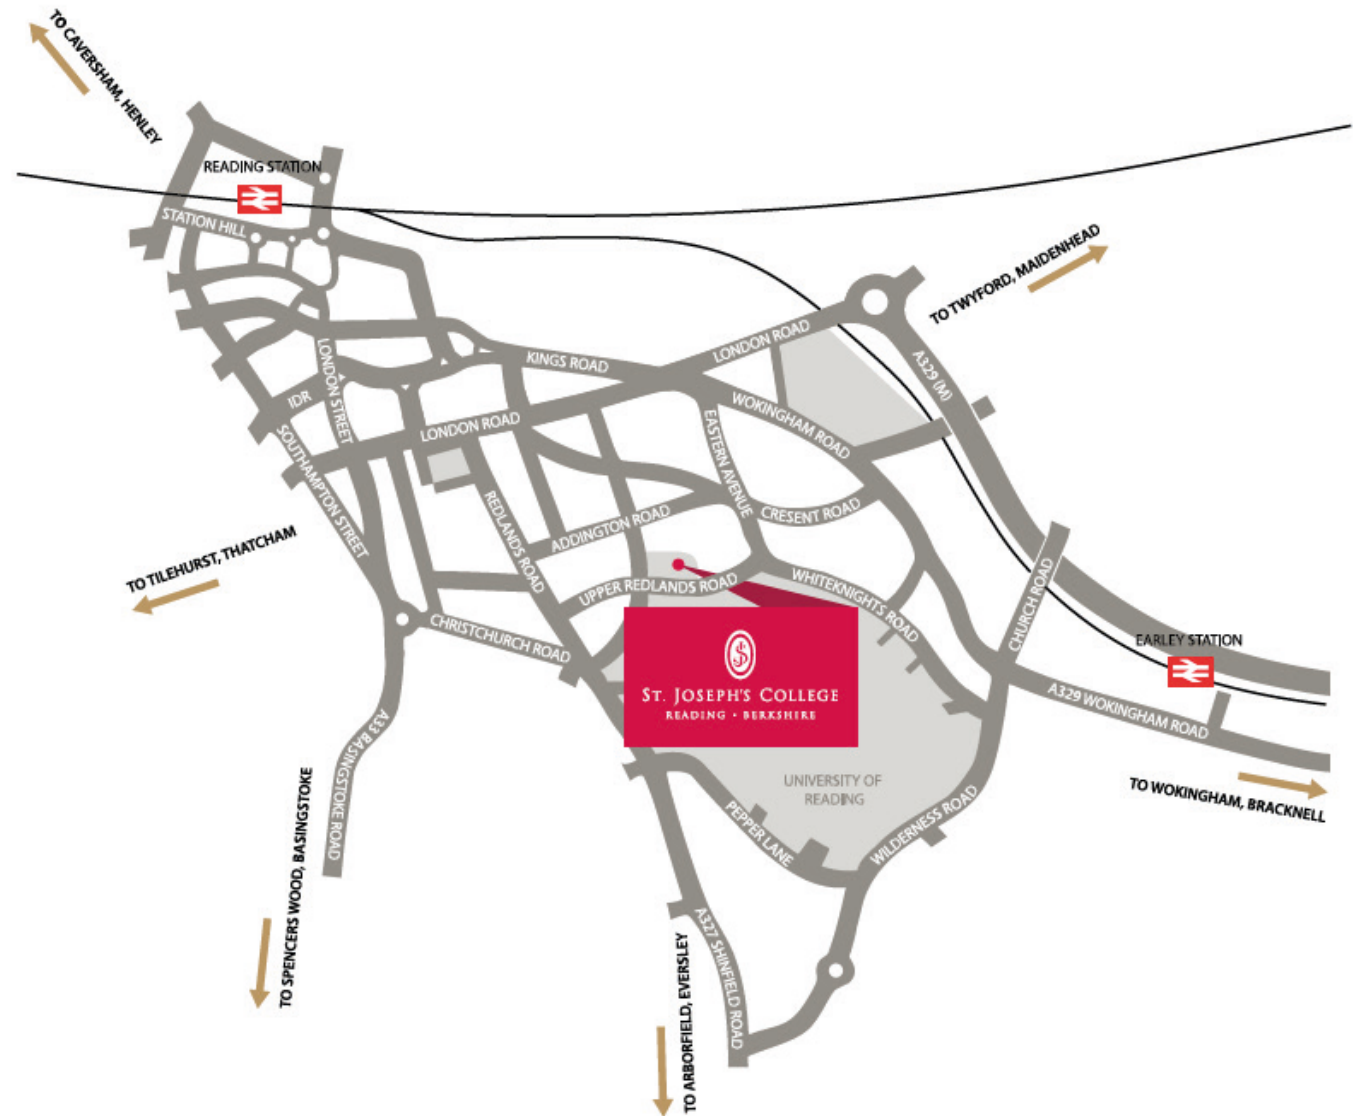 TO CAVERSHAM, HENLEY
READING STATION
STATION HILL
TO TWYFORD, MAIDENHEAD
LONDON ROAD
KINGS ROAD
A329 (M)
LONDON STREET
IDR
LONDON ROAD
WOKINGHAM ROAD
EASTERN AVENUE
SOUTHAMPTON STREET
REDLANDS ROAD
ADDINGTON ROAD
CRESENT ROAD
TO TILEHURST, THATCHAM
UPPER REDLANDS ROAD
WHITEKNIGHTS ROAD
CHURCH ROAD
CHRISTCHURCH ROAD
EARLEY STATION
ST. JOSEPH'S COLLEGE
READING • BERKSHIRE
A329 WOKINGHAM ROAD
A33 BASINGSTOKE ROAD
UNIVERSITY OF
READING
TO WOKINGHAM, BRACKNELL
PEPPER LANE
WILDERNESS ROAD
TO SPENCERS WOOD, BASINGSTOKE
A327 SHINFIELD ROAD
TO ARBORFIELD, EVERSLEY